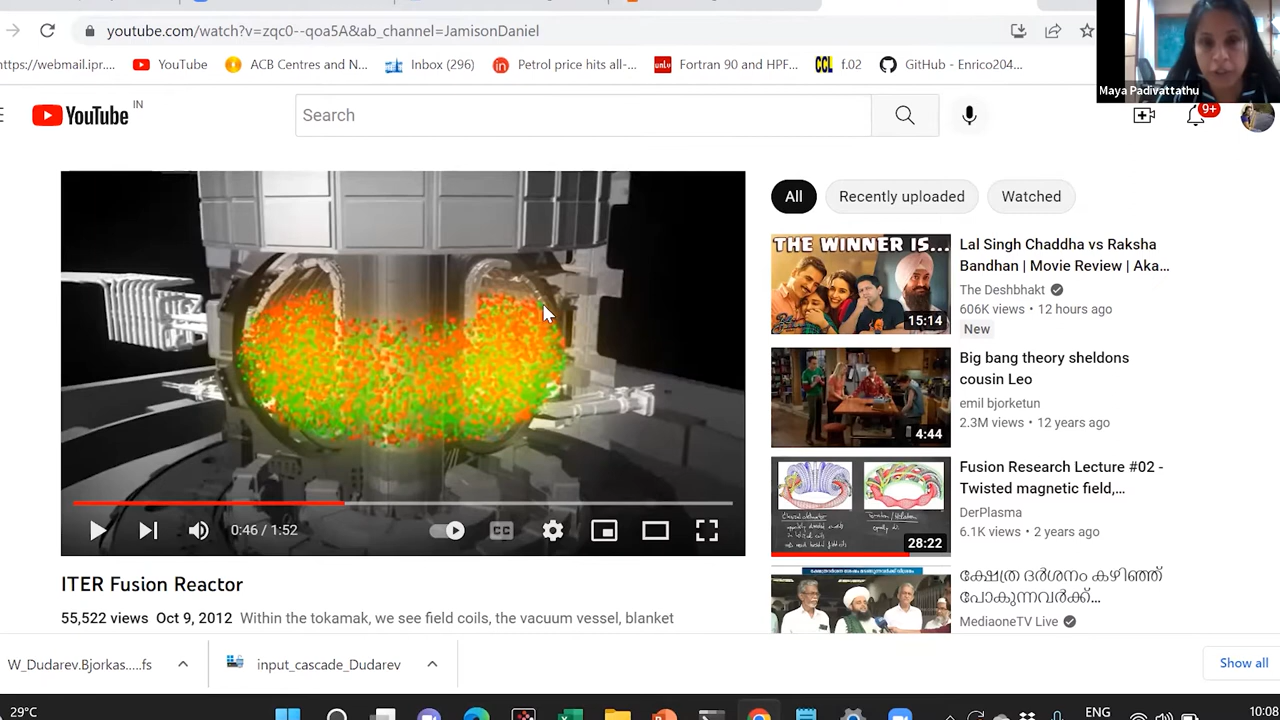 youtube.com/watch?v=zqc0--qoa5A&ab_channel=JamisonDaniel
https://webmail.ipr.... YouTube ACB Centres and N... Inbox (296) Petrol price hits all-... Fortran 90 and HPF... CCL f.02 GitHub - Enrico204...
Maya Padivattathu
YouTube IN
Search
9+
All Recently uploaded Watched
THE WINNER IS...
15:14
Lal Singh Chaddha vs Raksha
Bandhan | Movie Review | Aka...
The Deshbhakt
606K views • 12 hours ago
New
4:44
Big bang theory sheldons
cousin Leo
emil bjorketun
2.3M views • 12 years ago
28:22
Fusion Research Lecture #02 -
Twisted magnetic field,...
DerPlasma
6.1K views • 2 years ago
ക്ഷേത്ര ദർശനം കഴിഞ്ഞ്
പോകുന്നവർക്ക്...
MediaoneTV Live
0:46 / 1:52
CC
ITER Fusion Reactor
55,522 views Oct 9, 2012 Within the tokamak, we see field coils, the vacuum vessel, blanket
W_Dudarev.Bjorkas.....fs
input_cascade_Dudarev
Show all
29°C
ENG
10:08